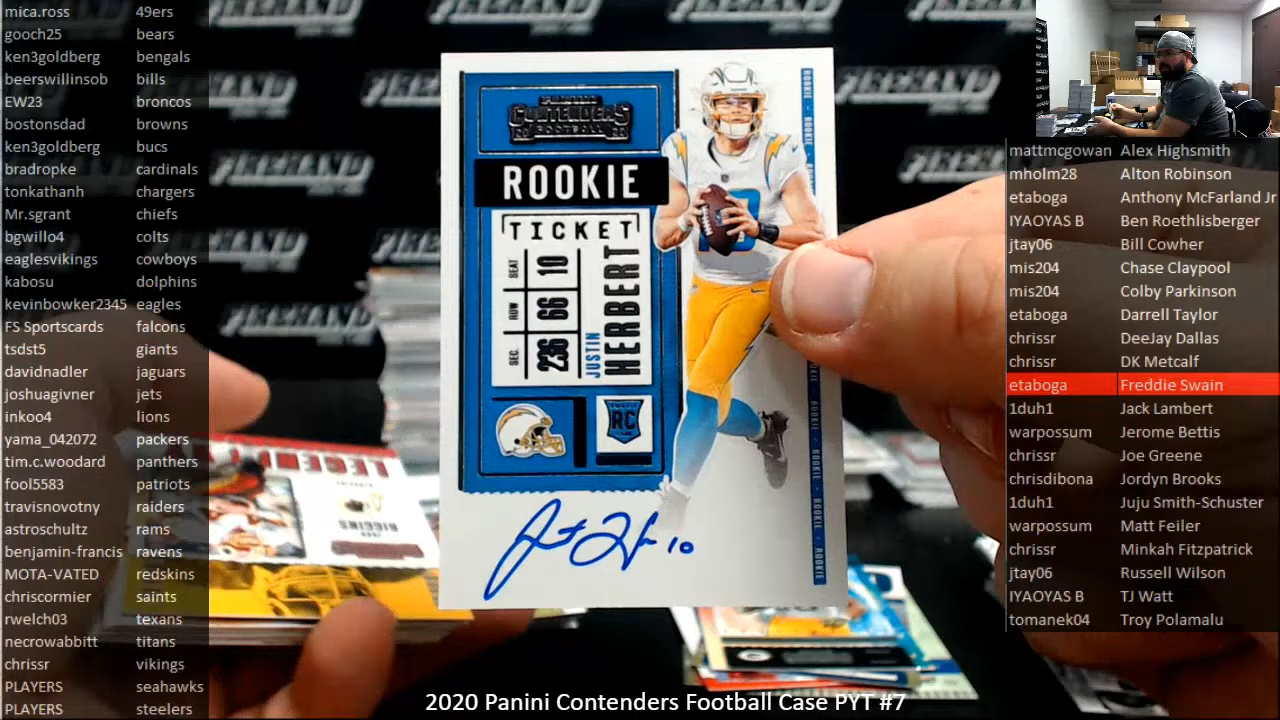 mica.ross 49ers
gooch25 bears
ken3goldberg bengals
beerswillinsob bills
EW23 broncos
bostonsdad browns
ken3goldberg bucs
bradropke cardinals
tonkathanh chargers
Mr.sgrant chiefs
bgwillo4 colts
eaglesvikings cowboys
kabosu dolphins
kevinbowker2345 eagles
FS Sportscards falcons
tsdst5 giants
davidnadler jaguars
joshuagivner jets
inkoo4 lions
yama_042072 packers
tim.c.woodard panthers
fool5583 patriots
travisnovotny raiders
astroschultz rams
benjamin-francis ravens
MOTA-VATED redskins
chriscormier saints
rwelch03 texans
necrowabbitt titans
chrissr vikings
PLAYERS seahawks
PLAYERS steelers
FIREHAND
CONTENDERS
FOOTBALL
ROOKIE
TICKET
SEC. 236 ROW 66 SEAT 10
JUSTIN
HERBERT
RC
ROOKIE · ROOKIE · ROOKIE
10
LEGEND
RIGGINS
mattmcgowan Alex Highsmith
mholm28 Alton Robinson
etaboga Anthony McFarland Jr
IYAOYAS B Ben Roethlisberger
jtay06 Bill Cowher
mis204 Chase Claypool
mis204 Colby Parkinson
etaboga Darrell Taylor
chrissr DeeJay Dallas
chrissr DK Metcalf
etaboga Freddie Swain
1duh1 Jack Lambert
warpossum Jerome Bettis
chrissr Joe Greene
chrisdibona Jordyn Brooks
1duh1 Juju Smith-Schuster
warpossum Matt Feiler
chrissr Minkah Fitzpatrick
jtay06 Russell Wilson
IYAOYAS B TJ Watt
tomanek04 Troy Polamalu
2020 Panini Contenders Football Case PYT #7